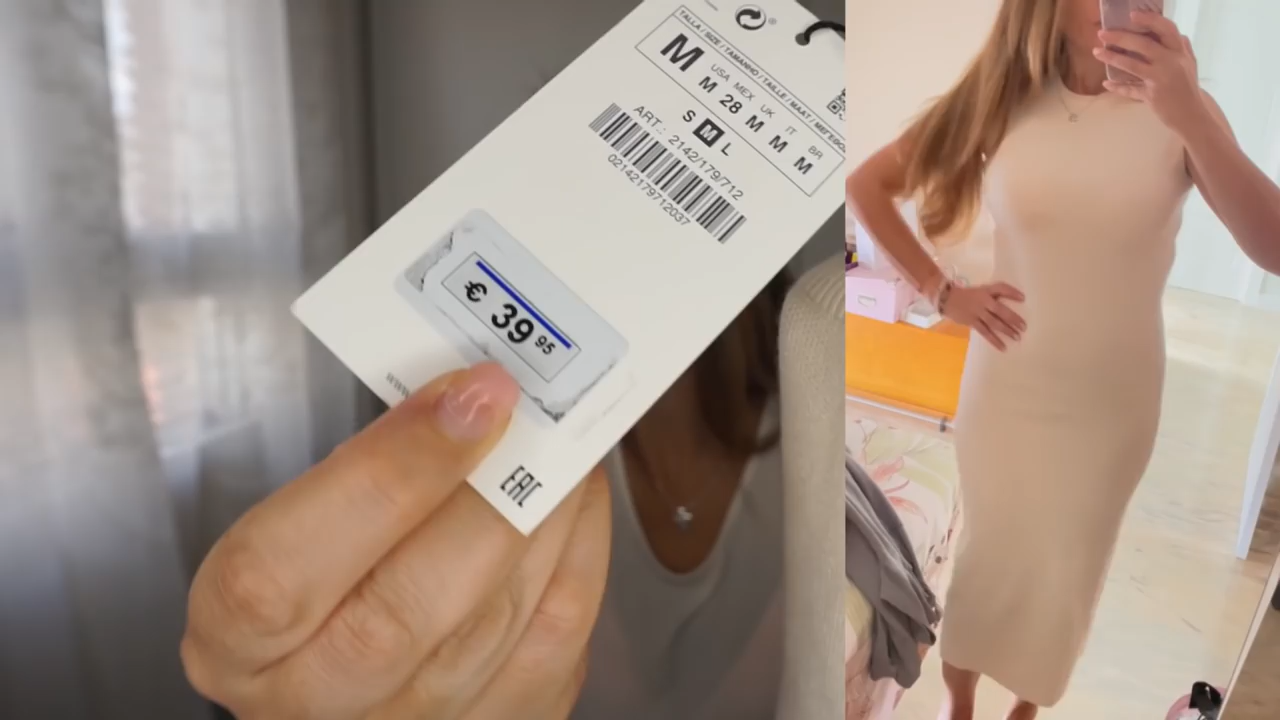 TALLA / SIZE / TAMANHO / TAILLE / MAAT /
M
USA MEX UK IT BR
M 28 M M M
S M L
ART.: 2142/179/712
02142179712037
€ 39 95
www.
EAC